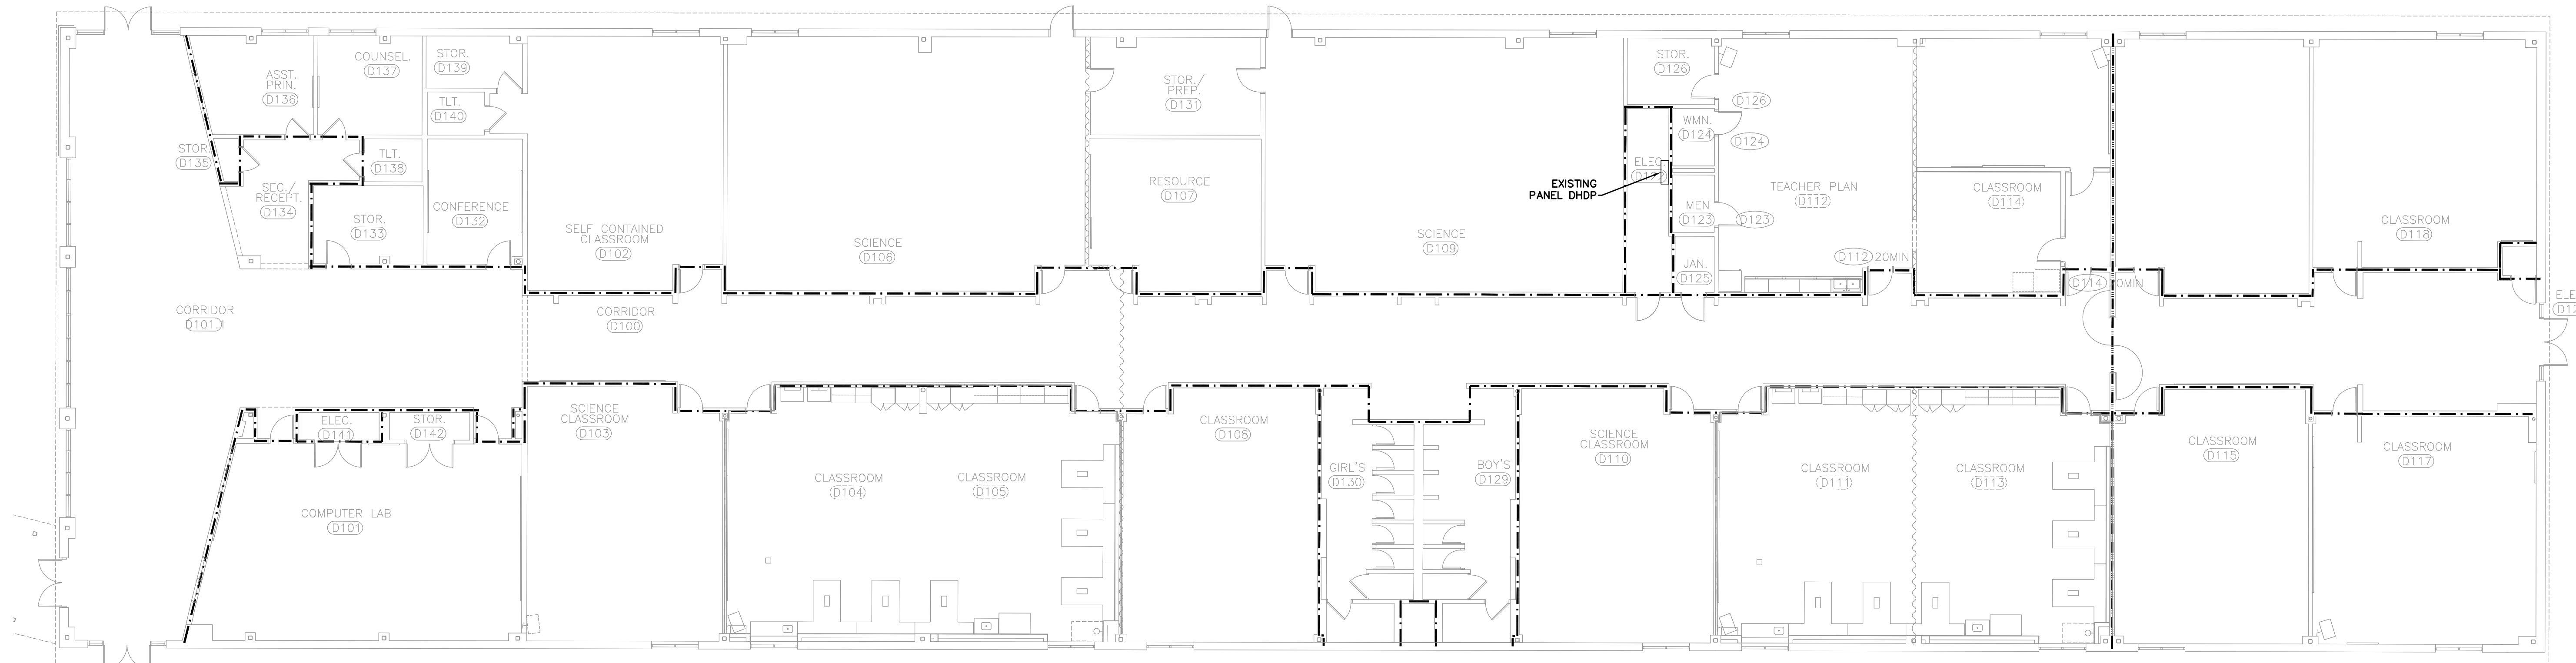 ASST.
PRIN.
D136
COUNSEL.
D137
STOR.
D139
TLT.
D140
STOR.
D135
SEC./
RECEPT.
D134
TLT.
D138
STOR.
D133
CONFERENCE
D132
SELF CONTAINED
CLASSROOM
D102
SCIENCE
D106
STOR./
PREP.
D131
RESOURCE
D107
SCIENCE
D109
EXISTING
PANEL DHDP
ELEC.
STOR.
D126
D126
WMN.
D124
D124
MEN
D123
D123
JAN.
D125
TEACHER PLAN
D112
D112 20MIN
CLASSROOM
D114
D114
CLASSROOM
D118
CORRIDOR
D101.1
CORRIDOR
D100
ELEC.
D141
STOR.
D142
COMPUTER LAB
D101
SCIENCE
CLASSROOM
D103
CLASSROOM
D104
CLASSROOM
D105
CLASSROOM
D108
GIRL'S
D130
BOY'S
D129
SCIENCE
CLASSROOM
D110
CLASSROOM
D111
CLASSROOM
D113
CLASSROOM
D115
CLASSROOM
D117